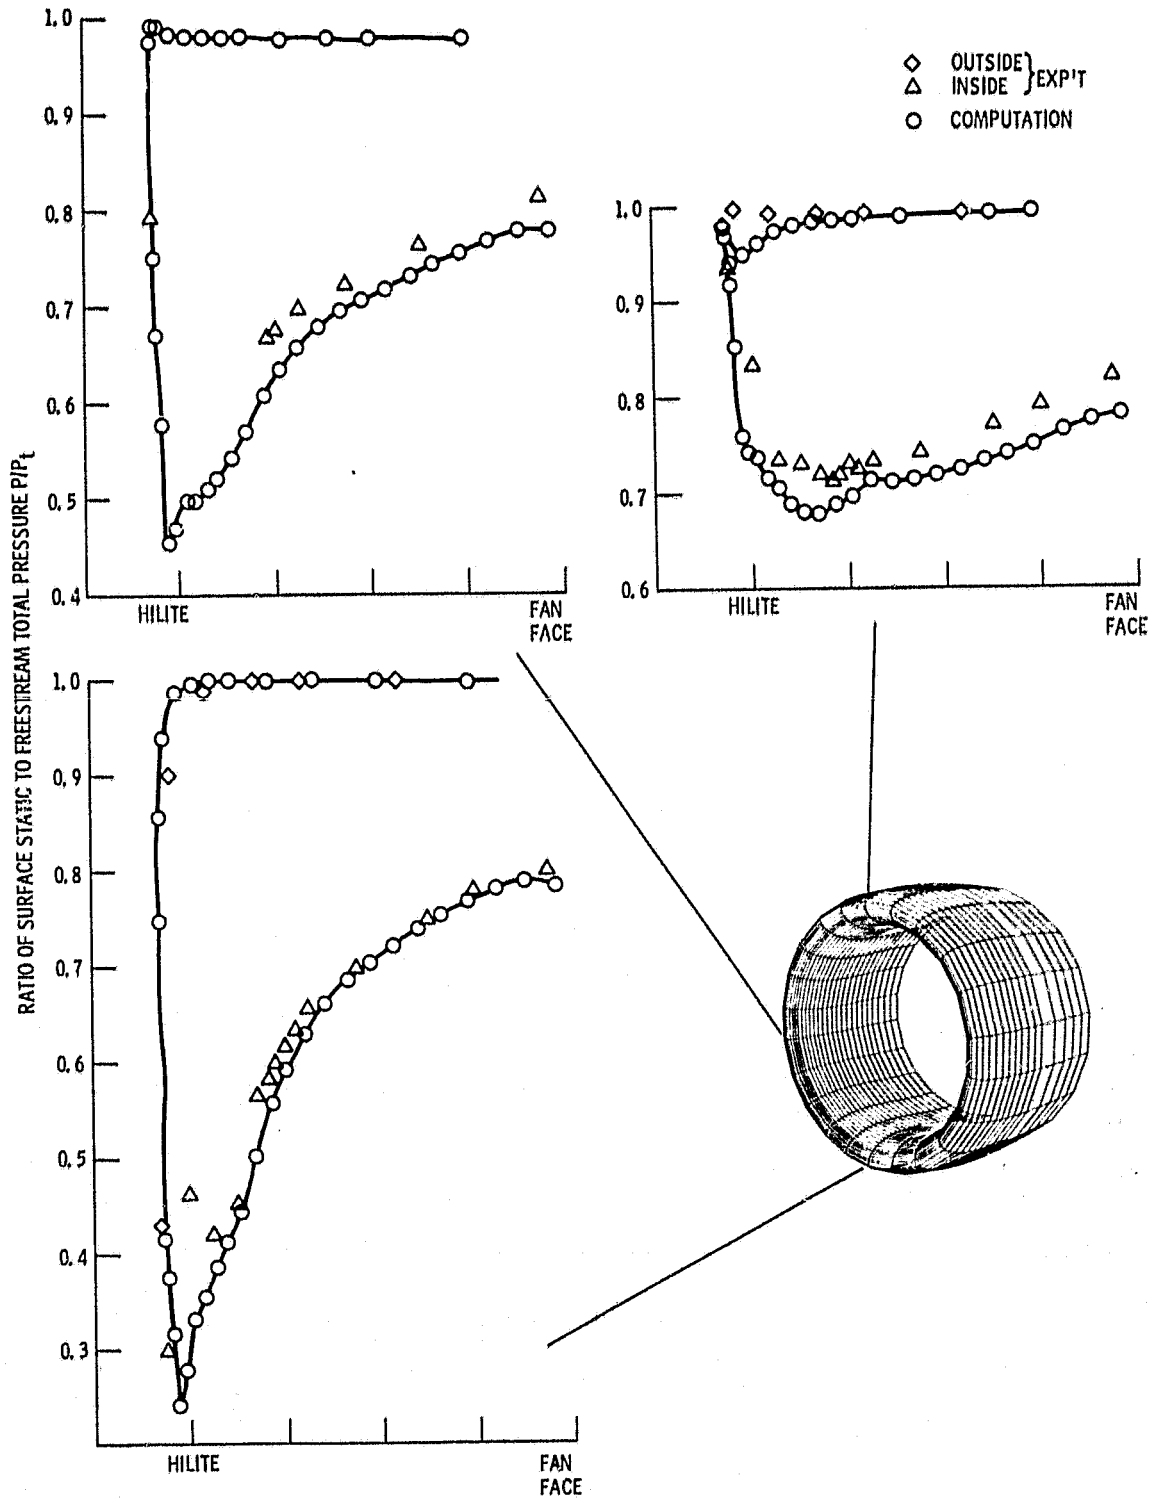 RATIO OF SURFACE STATIC TO FREESTREAM TOTAL PRESSURE P/Pt
1.0
0.9
0.8
0.7
0.6
0.5
0.4
HILITE
FAN
FACE
OUTSIDE
INSIDE
EXP'T
COMPUTATION
1.0
0.9
0.8
0.7
0.6
HILITE
FAN
FACE
1.0
0.9
0.8
0.7
0.6
0.5
0.4
0.3
HILITE
FAN
FACE